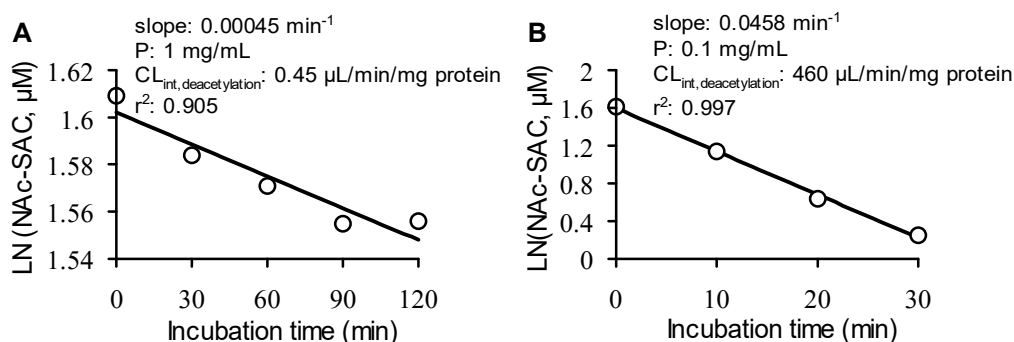 A
slope: 0.00045 min-1
P: 1 mg/mL
CLint, deacetylation: 0.45 µL/min/mg protein
r2: 0.905
LN (NAc-SAC, µM)
1.62
1.6
1.58
1.56
1.54
0 30 60 90 120
Incubation time (min)
B
slope: 0.0458 min-1
P: 0.1 mg/mL
CLint, deacetylation: 460 µL/min/mg protein
r2: 0.997
LN(NAc-SAC, µM)
2
1.6
1.2
0.8
0.4
0
0 10 20 30
Incubation time (min)